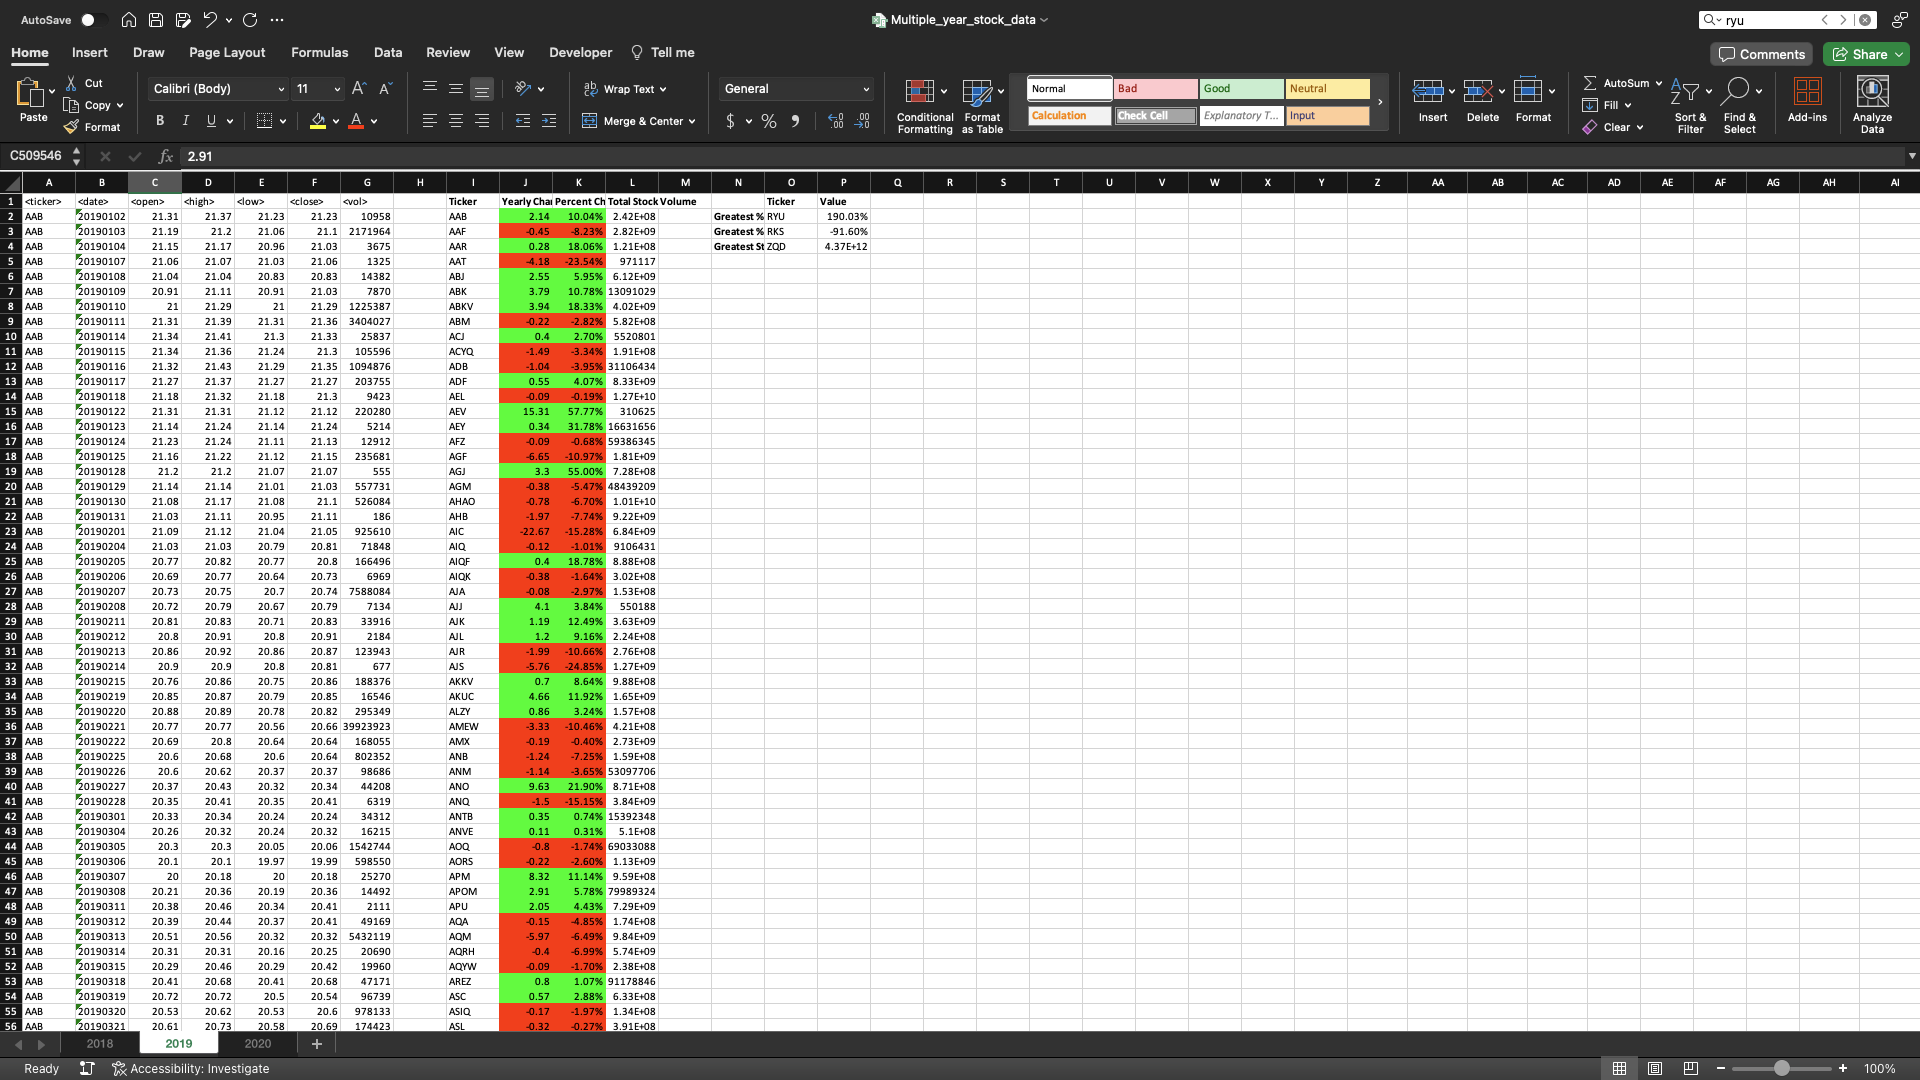 AutoSave
Multiple_year_stock_data
ryu
Home Insert Draw Page Layout Formulas Data Review View Developer Tell me
Comments Share
Paste Cut Copy Format
Calibri (Body) 11
B I U
Wrap Text
Merge & Center
General
$ %
Conditional Formatting
Format as Table
Normal Bad Good Neutral
Calculation Check Cell Explanatory T... Input
Insert Delete Format
AutoSum
Fill
Clear
Sort & Filter
Find & Select
Add-ins
Analyze Data
C509546 fx 2.91
A B C D E F G H I J K L M N O P Q R S T U V W X Y Z AA AB AC AD AE AF AG AH AI
1 <ticker> <date> <open> <high> <low> <close> <vol> Ticker Yearly Cha Percent Ch Total Stock Volume Ticker Value
2 AAB 20190102 21.31 21.37 21.23 21.23 10958 AAB 2.14 10.04% 2.42E+08 Greatest % RYU 190.03%
3 AAB 20190103 21.19 21.2 21.06 21.1 2171964 AAF -0.45 -8.23% 2.82E+09 Greatest % RKS -91.60%
4 AAB 20190104 21.15 21.17 20.96 21.03 3675 AAR 0.28 18.06% 1.21E+08 Greatest St ZQD 4.37E+12
5 AAB 20190107 21.06 21.07 21.03 21.06 1325 AAT -4.18 -23.54% 971117
6 AAB 20190108 21.04 21.04 20.83 20.83 14382 ABJ 2.55 5.95% 6.12E+09
7 AAB 20190109 20.91 21.11 20.91 21.03 7870 ABK 3.79 10.78% 13091029
8 AAB 20190110 21 21.29 21 21.29 1225387 ABKV 3.94 18.33% 4.02E+09
9 AAB 20190111 21.31 21.39 21.31 21.36 3404027 ABM -0.22 -2.82% 5.82E+08
10 AAB 20190114 21.34 21.41 21.3 21.33 25837 ACJ 0.4 2.70% 5520801
11 AAB 20190115 21.34 21.36 21.24 21.3 105596 ACYQ -1.49 -3.34% 1.91E+08
12 AAB 20190116 21.32 21.43 21.29 21.35 1094876 ADB -1.04 -3.95% 31106434
13 AAB 20190117 21.27 21.37 21.27 21.27 203755 ADF 0.55 4.07% 8.33E+09
14 AAB 20190118 21.18 21.32 21.18 21.3 9423 AEL -0.09 -0.19% 1.27E+10
15 AAB 20190122 21.31 21.31 21.12 21.12 220280 AEV 15.31 57.77% 310625
16 AAB 20190123 21.14 21.24 21.14 21.24 5214 AEY 0.34 31.78% 16631656
17 AAB 20190124 21.23 21.24 21.11 21.13 12912 AFZ -0.09 -0.68% 59386345
18 AAB 20190125 21.16 21.22 21.12 21.15 235681 AGF -6.65 -10.97% 1.81E+09
19 AAB 20190128 21.2 21.2 21.07 21.07 555 AGJ 3.3 55.00% 7.28E+08
20 AAB 20190129 21.14 21.14 21.01 21.03 557731 AGM -0.38 -5.47% 48439209
21 AAB 20190130 21.08 21.17 21.08 21.1 526084 AHAO -0.78 -6.70% 1.01E+10
22 AAB 20190131 21.03 21.11 20.95 21.11 186 AHB -1.97 -7.74% 9.22E+09
23 AAB 20190201 21.09 21.12 21.04 21.05 925610 AIC -22.67 -15.28% 6.84E+09
24 AAB 20190204 21.03 21.03 20.79 20.81 71848 AIQ -0.12 -1.01% 9106431
25 AAB 20190205 20.77 20.82 20.77 20.8 166496 AIQF 0.4 18.78% 8.88E+08
26 AAB 20190206 20.69 20.77 20.64 20.73 6969 AIQK -0.38 -1.64% 3.02E+08
27 AAB 20190207 20.73 20.75 20.7 20.74 7588084 AJA -0.08 -2.97% 1.53E+08
28 AAB 20190208 20.72 20.79 20.67 20.79 7134 AJJ 4.1 3.84% 550188
29 AAB 20190211 20.81 20.83 20.71 20.83 33916 AJK 1.19 12.49% 3.63E+09
30 AAB 20190212 20.8 20.91 20.8 20.91 2184 AJL 1.2 9.16% 2.24E+08
31 AAB 20190213 20.86 20.92 20.86 20.87 123943 AJR -1.99 -10.66% 2.76E+08
32 AAB 20190214 20.9 20.9 20.8 20.81 677 AJS -5.76 -24.85% 1.27E+09
33 AAB 20190215 20.76 20.86 20.75 20.86 188376 AKKV 0.7 8.64% 9.88E+08
34 AAB 20190219 20.85 20.87 20.79 20.85 16546 AKUC 4.66 11.92% 1.65E+09
35 AAB 20190220 20.88 20.89 20.78 20.82 295349 ALZY 0.86 3.24% 1.57E+08
36 AAB 20190221 20.77 20.77 20.56 20.66 39923923 AMEW -3.33 -10.46% 4.21E+08
37 AAB 20190222 20.69 20.8 20.64 20.64 168055 AMX -0.19 -0.40% 2.73E+09
38 AAB 20190225 20.6 20.68 20.6 20.64 802352 ANB -1.24 -7.25% 1.59E+08
39 AAB 20190226 20.6 20.62 20.37 20.37 98686 ANM -1.14 -3.65% 53097706
40 AAB 20190227 20.37 20.43 20.32 20.34 44208 ANO 9.63 21.90% 8.71E+08
41 AAB 20190228 20.35 20.41 20.35 20.41 6319 ANQ -1.5 -15.15% 3.84E+09
42 AAB 20190301 20.33 20.34 20.24 20.24 34312 ANTB 0.35 0.74% 15392348
43 AAB 20190304 20.26 20.32 20.24 20.32 16215 ANVE 0.11 0.31% 5.1E+08
44 AAB 20190305 20.3 20.3 20.05 20.06 1542744 AOQ -0.8 -1.74% 69033088
45 AAB 20190306 20.1 20.1 19.97 19.99 598550 AORS -0.22 -2.60% 1.13E+09
46 AAB 20190307 20 20.18 20 20.18 25270 APM 8.32 11.14% 9.59E+08
47 AAB 20190308 20.21 20.36 20.19 20.36 14492 APOM 2.91 5.78% 79989324
48 AAB 20190311 20.38 20.46 20.34 20.41 2111 APU 2.05 4.43% 7.29E+09
49 AAB 20190312 20.39 20.44 20.37 20.41 49169 AQA -0.15 -4.85% 1.74E+08
50 AAB 20190313 20.51 20.56 20.32 20.32 5432119 AQM -5.97 -6.49% 9.84E+09
51 AAB 20190314 20.31 20.31 20.16 20.25 20690 AQRH -0.4 -6.99% 5.74E+09
52 AAB 20190315 20.29 20.46 20.29 20.42 19960 AQYW -0.09 -1.70% 2.38E+08
53 AAB 20190318 20.41 20.68 20.41 20.68 47171 AREZ 0.8 1.07% 91178846
54 AAB 20190319 20.72 20.72 20.5 20.54 96739 ASC 0.57 2.88% 6.33E+08
55 AAB 20190320 20.53 20.62 20.53 20.6 978133 ASIQ -0.17 -1.97% 1.34E+08
56 AAB 20190321 20.61 20.73 20.58 20.69 174423 ASL -0.32 -0.27% 3.91E+08
2018 2019 2020 +
Ready Accessibility: Investigate 100%